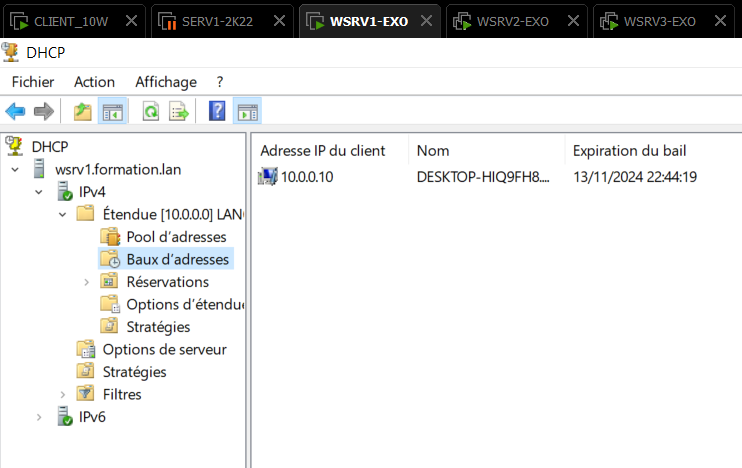 CLIENT_10W SERV1-2K22 WSRV1-EXO WSRV2-EXO WSRV3-EXO
DHCP
Fichier Action Affichage ?
DHCP
wsrv1.formation.lan
IPv4
Étendue [10.0.0.0] LAN
Pool d'adresses
Baux d'adresses
Réservations
Options d'étendue
Stratégies
Options de serveur
Stratégies
Filtres
IPv6
Adresse IP du client Nom Expiration du bail
10.0.0.10 DESKTOP-HIQ9FH8.... 13/11/2024 22:44:19